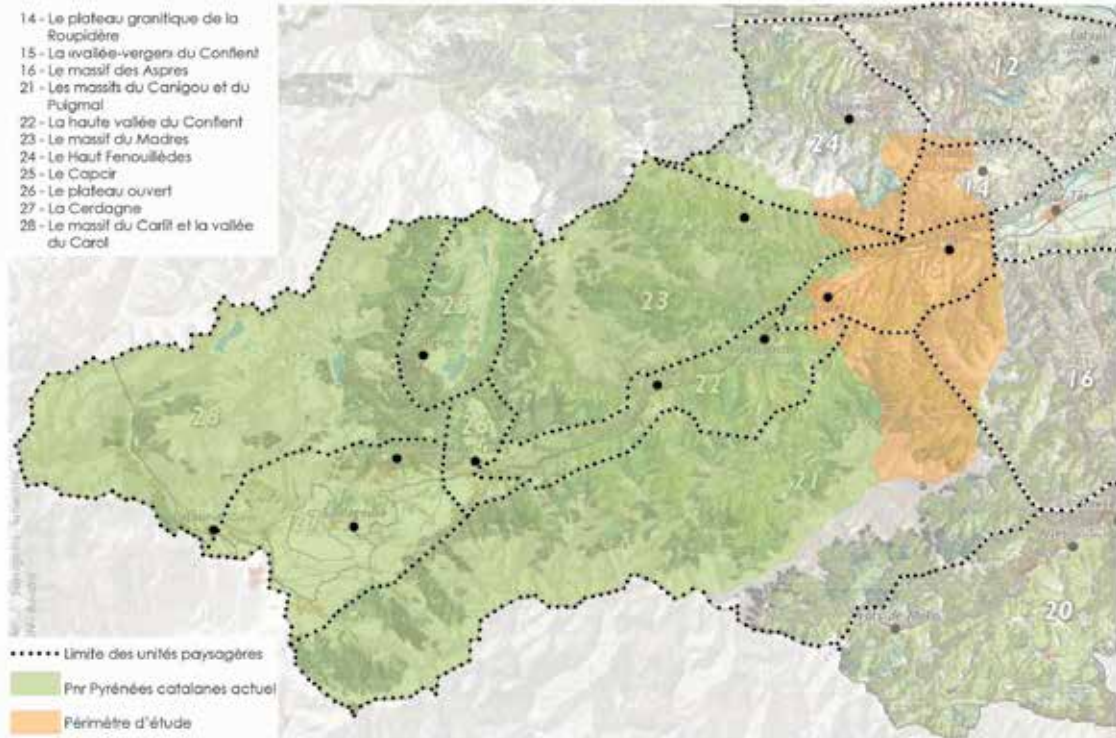 14 - Le plateau granitique de la
Roupidère
15 - La «vallée-verger» du Conflent
16 - Le massif des Aspres
21 - Les massifs du Canigou et du
Puigmal
22 - La haute vallée du Conflent
23 - Le massif du Madres
24 - Le Haut Fenouillèdes
25 - Le Capcir
26 - Le plateau ouvert
27 - La Cerdagne
28 - Le massif du Carlit et la vallée
du Carol
12
24
14
15
25
23
16
22
28
26
21
27
20
Limite des unités paysagères
Pnr Pyrénées catalanes actuel
Périmètre d'étude